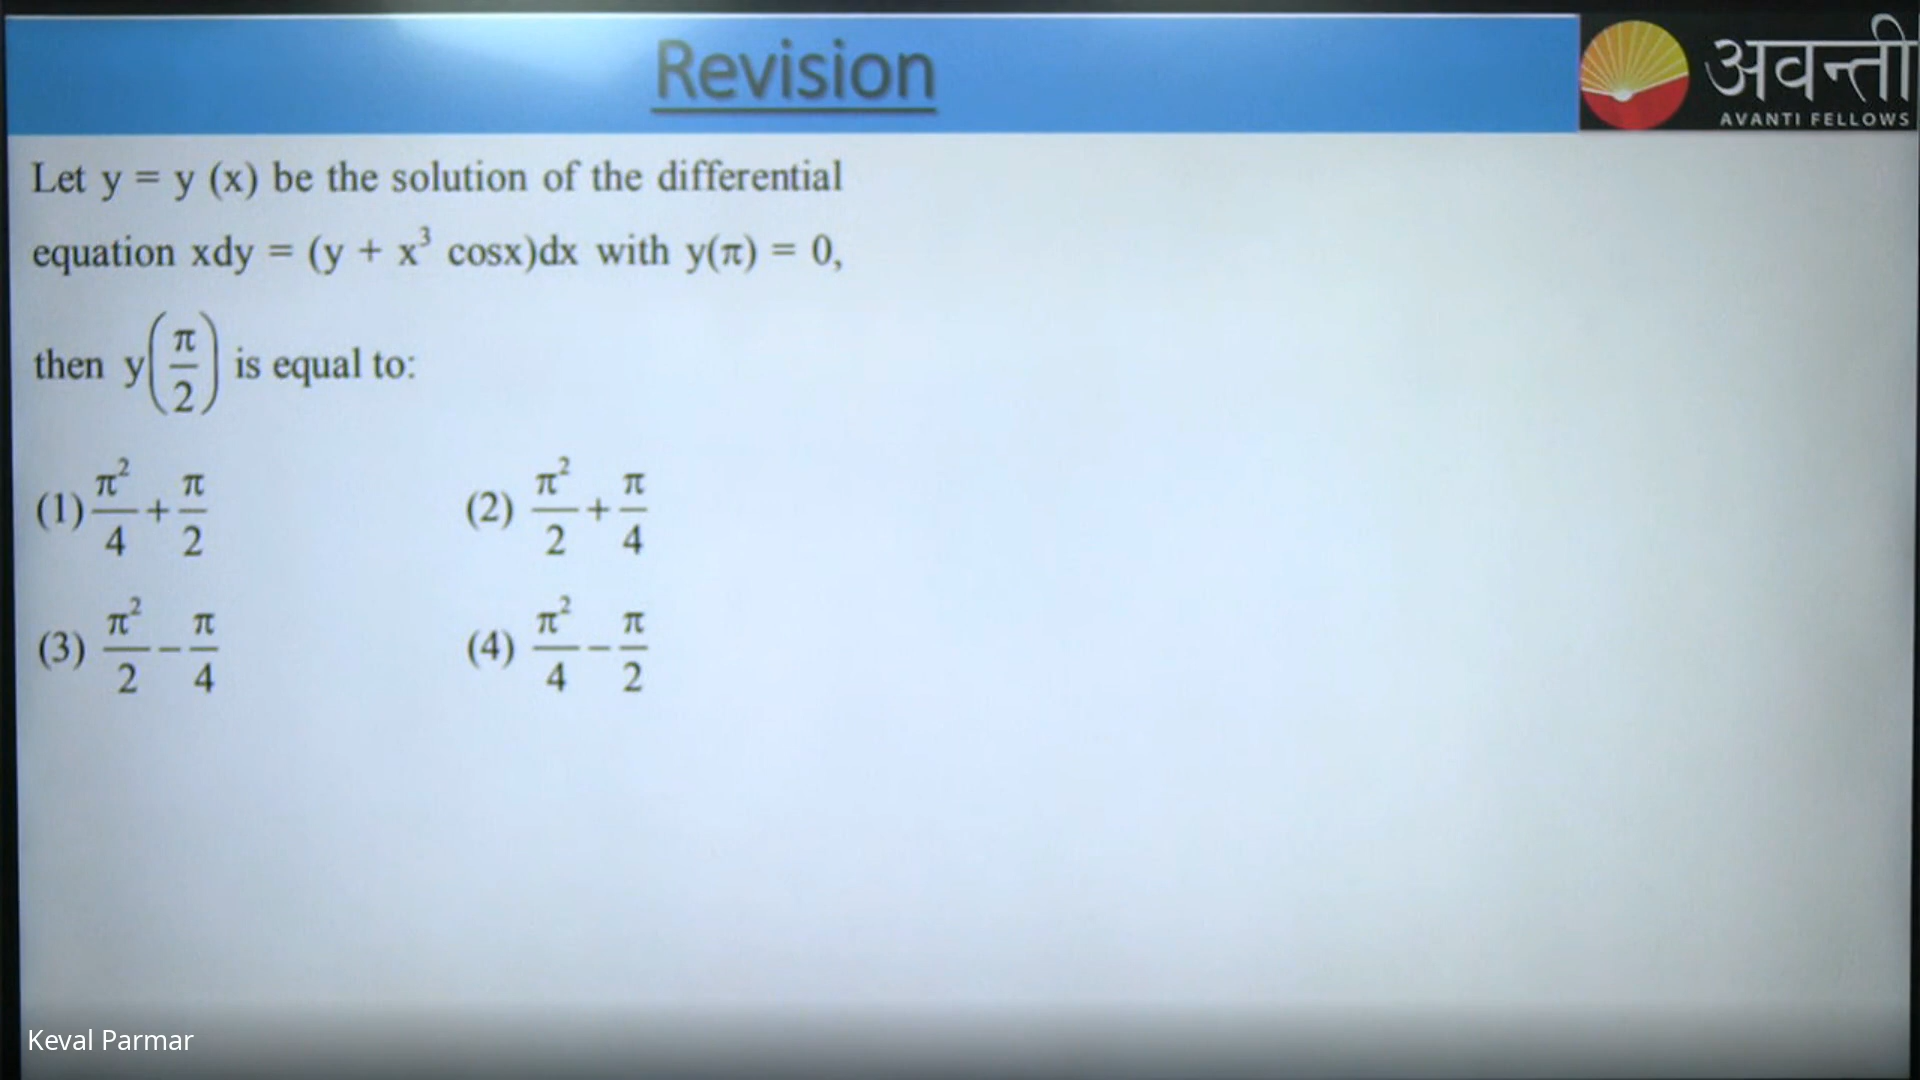 Revision
अवन्ती
AVANTI FELLOWS
Let y = y (x) be the solution of the differential
equation xdy = (y + x³ cosx)dx with y(π) = 0,
then y(π/2) is equal to:
(1) π²/4 + π/2 (2) π²/2 + π/4
(3) π²/2 − π/4 (4) π²/4 − π/2
Keval Parmar